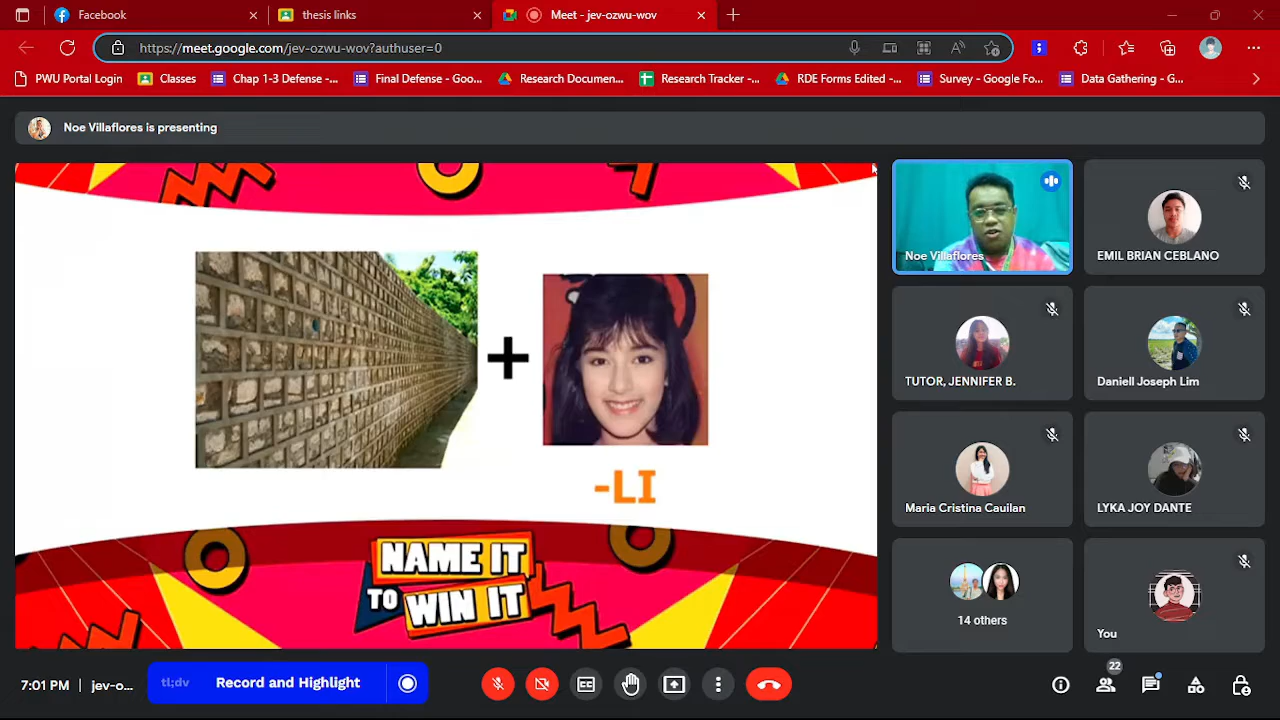 Facebook
thesis links
Meet - jev-ozwu-wov
https://meet.google.com/jev-ozwu-wov?authuser=0
PWU Portal Login
Classes
Chap 1-3 Defense -...
Final Defense - Goo...
Research Documen...
Research Tracker -...
RDE Forms Edited -...
Survey - Google Fo...
Data Gathering - G...
Noe Villaflores is presenting
+
-LI
NAME IT
TO WIN IT
Noe Villaflores
EMIL BRIAN CEBLANO
TUTOR, JENNIFER B.
Daniell Joseph Lim
Maria Cristina Cauilan
LYKA JOY DANTE
14 others
You
7:01 PM | jev-o...
tl;dv
Record and Highlight
22